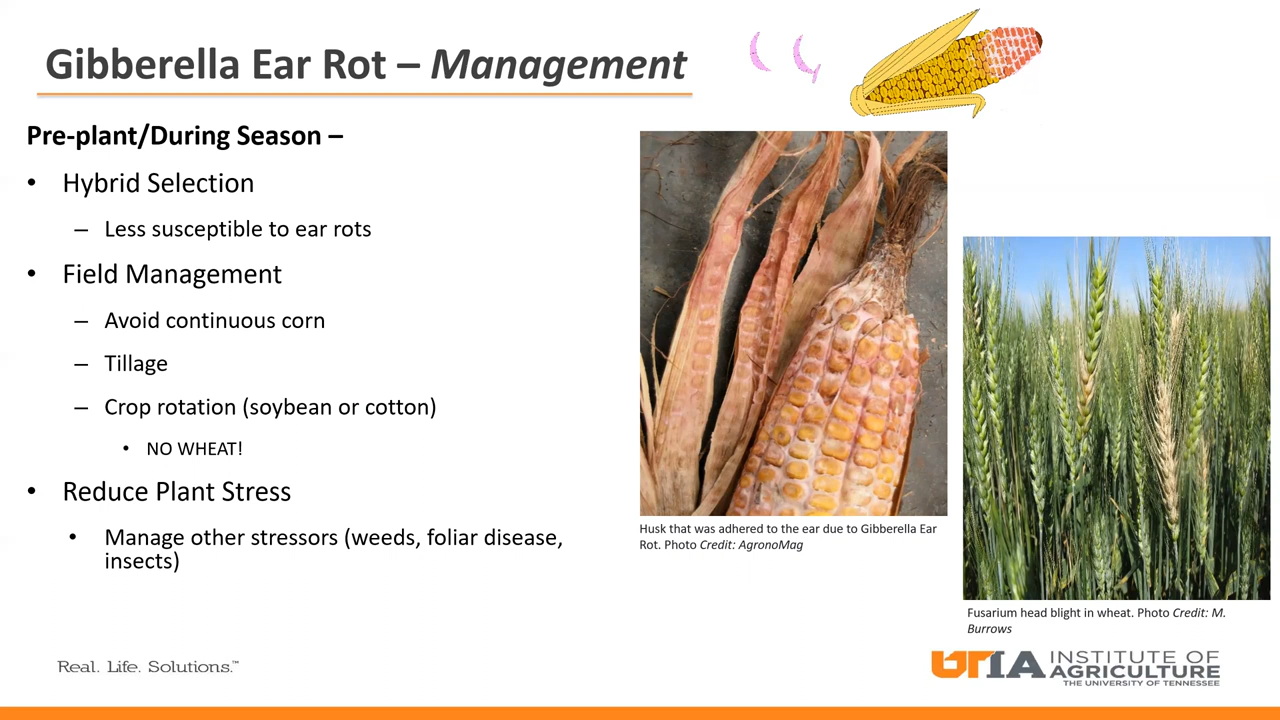 Gibberella Ear Rot – Management
Pre-plant/During Season –
• Hybrid Selection
– Less susceptible to ear rots
• Field Management
– Avoid continuous corn
– Tillage
– Crop rotation (soybean or cotton)
• NO WHEAT!
• Reduce Plant Stress
• Manage other stressors (weeds, foliar disease,
insects)
Husk that was adhered to the ear due to Gibberella Ear
Rot. Photo Credit: AgronoMag
Fusarium head blight in wheat. Photo Credit: M.
Burrows
Real. Life. Solutions.™
UTIA INSTITUTE OF
AGRICULTURE
THE UNIVERSITY OF TENNESSEE